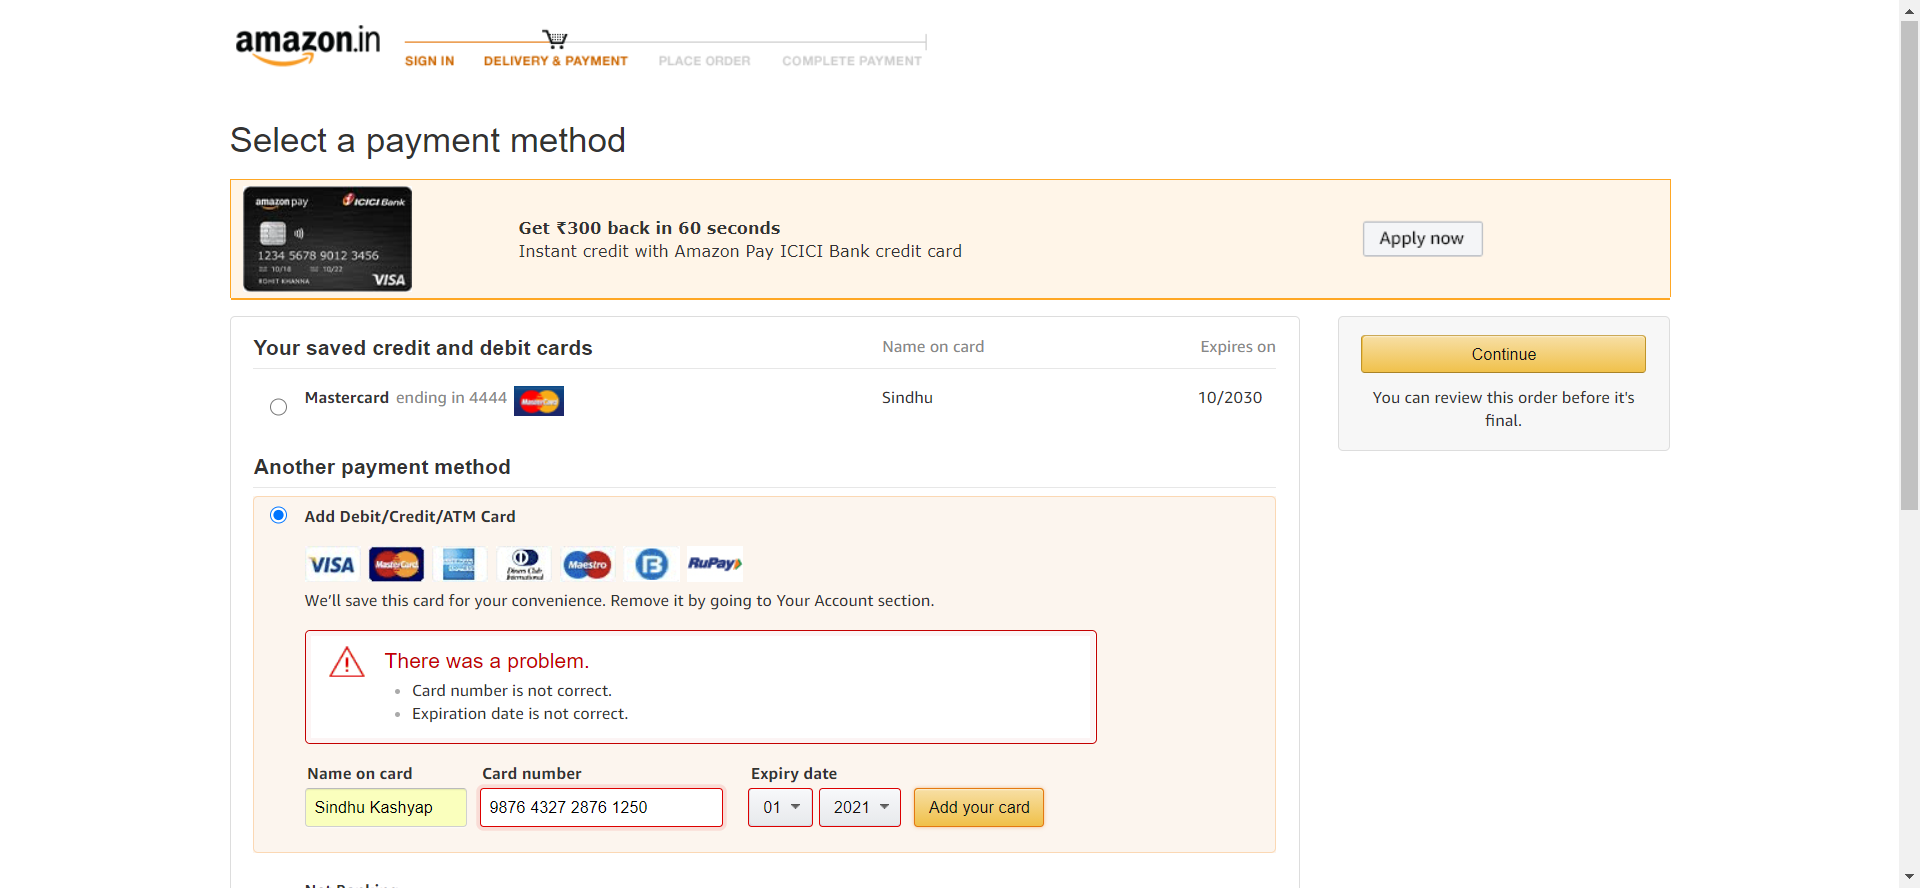 amazon.in
SIGN IN DELIVERY & PAYMENT PLACE ORDER COMPLETE PAYMENT
Select a payment method
amazon pay ICICI Bank
1234 5678 9012 3456
10/18 10/22
ROHIT KHANNA VISA
Get ₹300 back in 60 seconds
Instant credit with Amazon Pay ICICI Bank credit card
Apply now
Your saved credit and debit cards Name on card Expires on
Mastercard ending in 4444 MasterCard Sindhu 10/2030
Continue
You can review this order before it's
final.
Another payment method
Add Debit/Credit/ATM Card
VISA MasterCard AMERICAN EXPRESS Diners Club International Maestro B RuPay
We’ll save this card for your convenience. Remove it by going to Your Account section.
There was a problem.
Card number is not correct.
Expiration date is not correct.
Name on card Card number Expiry date
Sindhu Kashyap 9876 4327 2876 1250 01 2021 Add your card